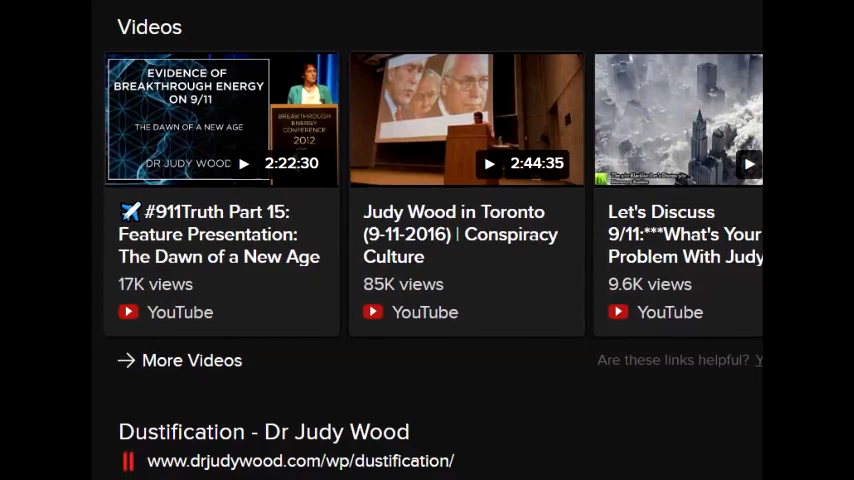 Videos
EVIDENCE OF
BREAKTHROUGH ENERGY
ON 9/11
THE DAWN OF A NEW AGE
DR JUDY WOOD
BREAKTHROUGH
ENERGY
CONFERENCE
2012
2:22:30
2:44:35
✈️ #911Truth Part 15:
Feature Presentation:
The Dawn of a New Age
17K views
YouTube
Judy Wood in Toronto
(9-11-2016) | Conspiracy
Culture
85K views
YouTube
Let's Discuss
9/11:***What's Your
Problem With Judy
9.6K views
YouTube
→ More Videos
Are these links helpful? Y
Dustification - Dr Judy Wood
www.drjudywood.com/wp/dustification/